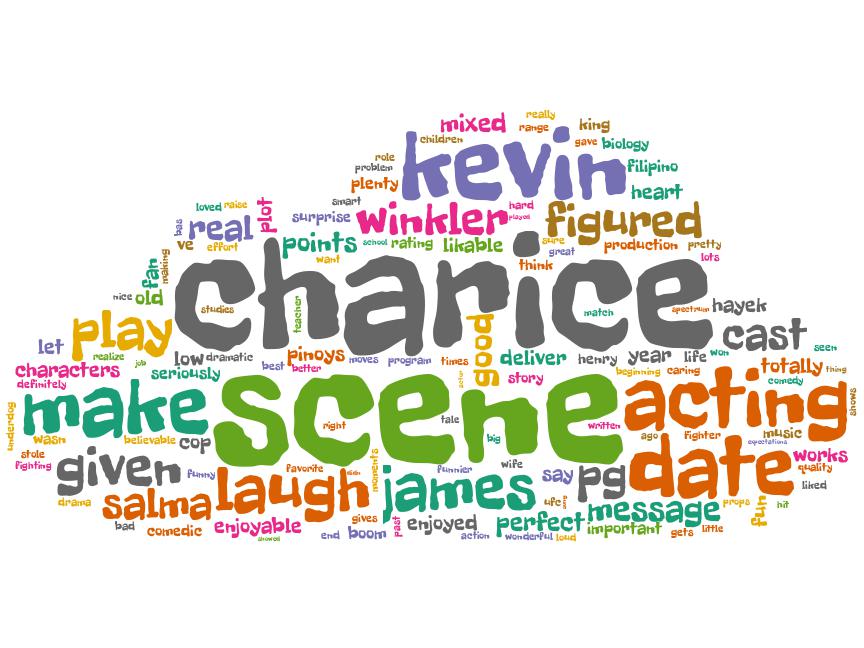 mixed really
range king
children
kevin
gave biology
role
problem
filipino
plenty
heart
smart
loved raise
plot
surprise
winkler
hard
played
figured
bas
real
ve effort
points
school rating likable
sure
great
production pretty
lots
want
think
fan
making
charice
nice old
studies
teacher
match
spectrum hayek
play
good
cast
let
realize
job
low dramatic
pinoys
moves program times
deliver henry year life won
seen
characters
definitely
seriously
best
better
story
beginning caring
totally thing
comedy
make
scene
actor
acting
shows
underdog
wasn
believable cop
right
tale
big
written
ago fighter
music
expectations
stole
fighting
given
funny
favorite
moments
funnier
wife
say pg
date
works
quality
liked
drama
salma
laugh
james
ufc
message
props
fun
hit
bad
comedic
enjoyable
showed
gives
end boom
past
enjoyed
action
perfect
wonderful loud
important
gets little